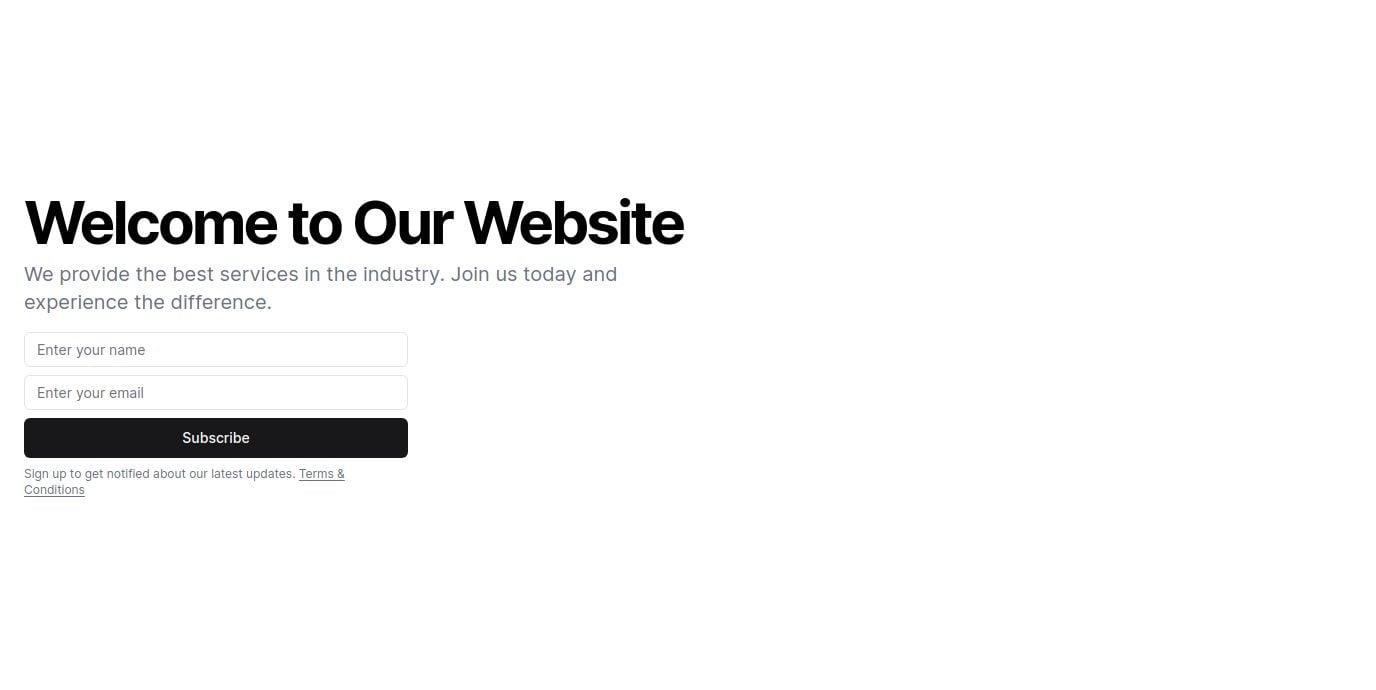 Welcome to Our Website
We provide the best services in the industry. Join us today and
experience the difference.
Enter your name
Enter your email
Subscribe
Sign up to get notified about our latest updates. Terms &
Conditions